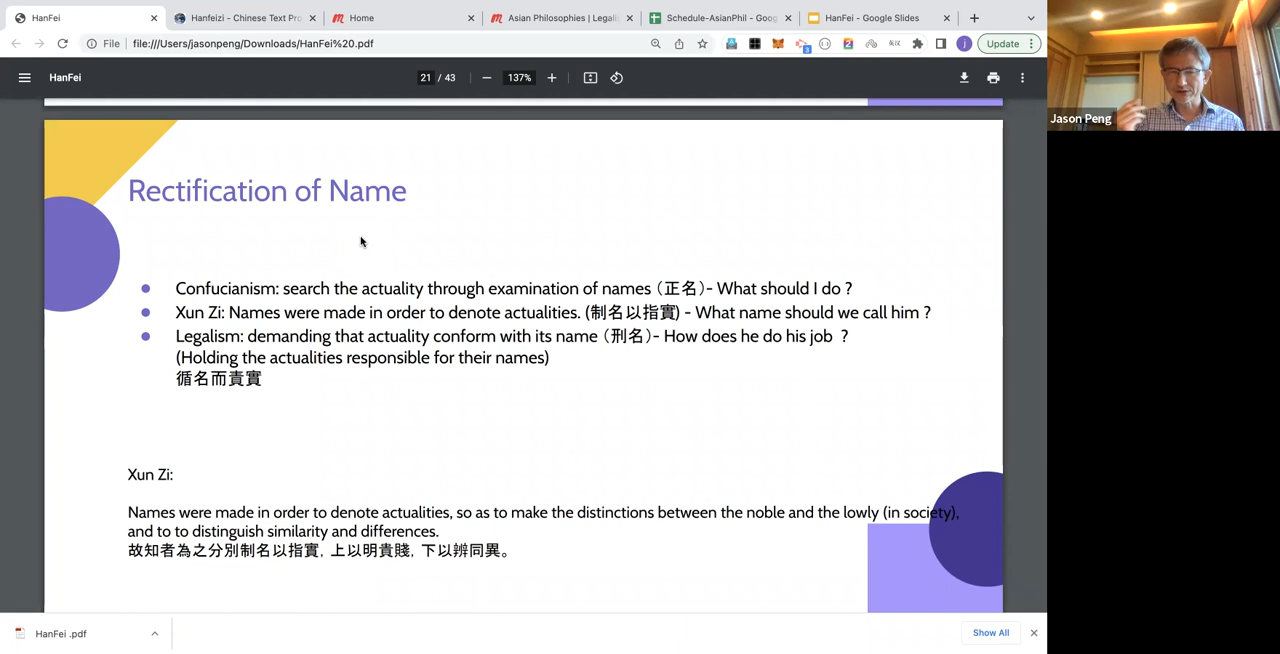 HanFei
Hanfeizi - Chinese Text Pro
Home
Asian Philosophies | Legali
Schedule-AsianPhil - Goog
HanFei - Google Slides
File
file:///Users/jasonpeng/Downloads/HanFei%20.pdf
Update
HanFei
21 / 43
137%
Jason Peng
Rectification of Name
Confucianism: search the actuality through examination of names (正名)- What should I do ?
Xun Zi: Names were made in order to denote actualities. (制名以指實) - What name should we call him ?
Legalism: demanding that actuality conform with its name (刑名)- How does he do his job ?
(Holding the actualities responsible for their names)
循名而責實
Xun Zi:
Names were made in order to denote actualities, so as to make the distinctions between the noble and the lowly (in society),
and to to distinguish similarity and differences.
故知者為之分別制名以指實, 上以明貴賤, 下以辨同異。
HanFei .pdf
Show All